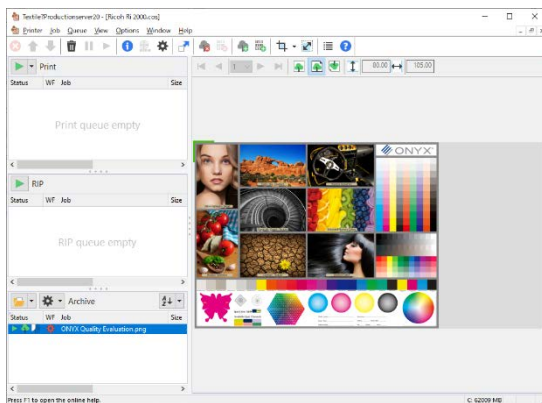 TextileProductionserver20 - [Ricoh Ri 2000.cos]
Printer Job Queue View Options Window Help
1 80.00 105.00
Print
Status WF Job Size
Print queue empty
RIP
Status WF Job Size
RIP queue empty
Archive
Status WF Job Size
ONYX Quality Evaluation.png
ONYX
Press F1 to open the online help.
C: 62009 MB